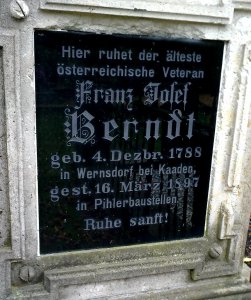 Hier ruhet der älteste
österreichische Veteran
Franz Josef
Berndt
geb. 4. Dezbr. 1788
in Wernsdorf bei Kaaden,
gest. 16. März 1897
in Pihlerbaustellen.
Ruhe sanft!